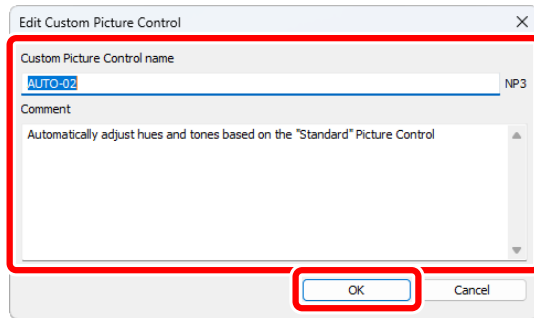 Edit Custom Picture Control
Custom Picture Control name
AUTO-02 NP3
Comment
Automatically adjust hues and tones based on the "Standard" Picture Control
OK Cancel